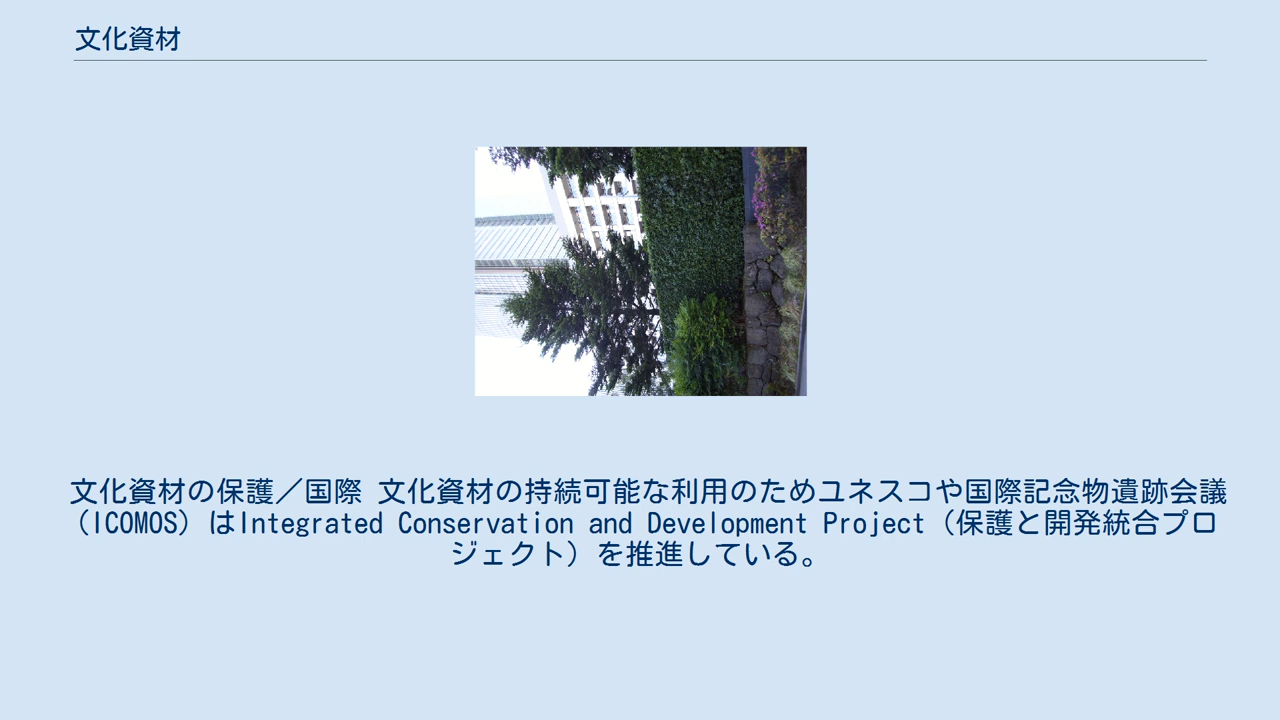 文化資材
文化資材の保護／国際 文化資材の持続可能な利用のためユネスコや国際記念物遺跡会議
（ICOMOS）はIntegrated Conservation and Development Project（保護と開発統合プロ
ジェクト）を推進している。